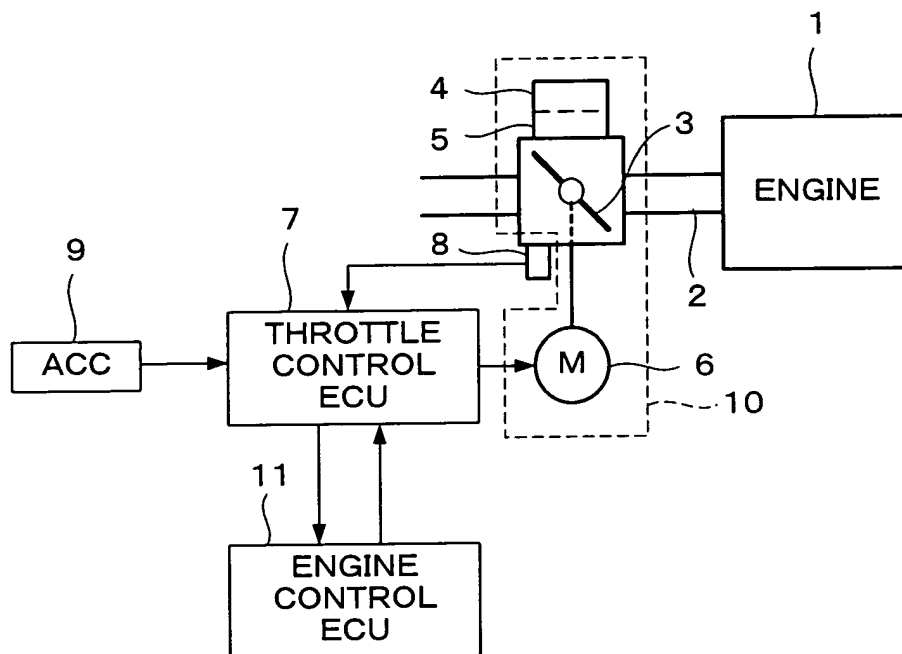 1
4
5
3
ENGINE
7
8
2
9
THROTTLE
CONTROL
ECU
ACC
M
6
10
11
ENGINE
CONTROL
ECU